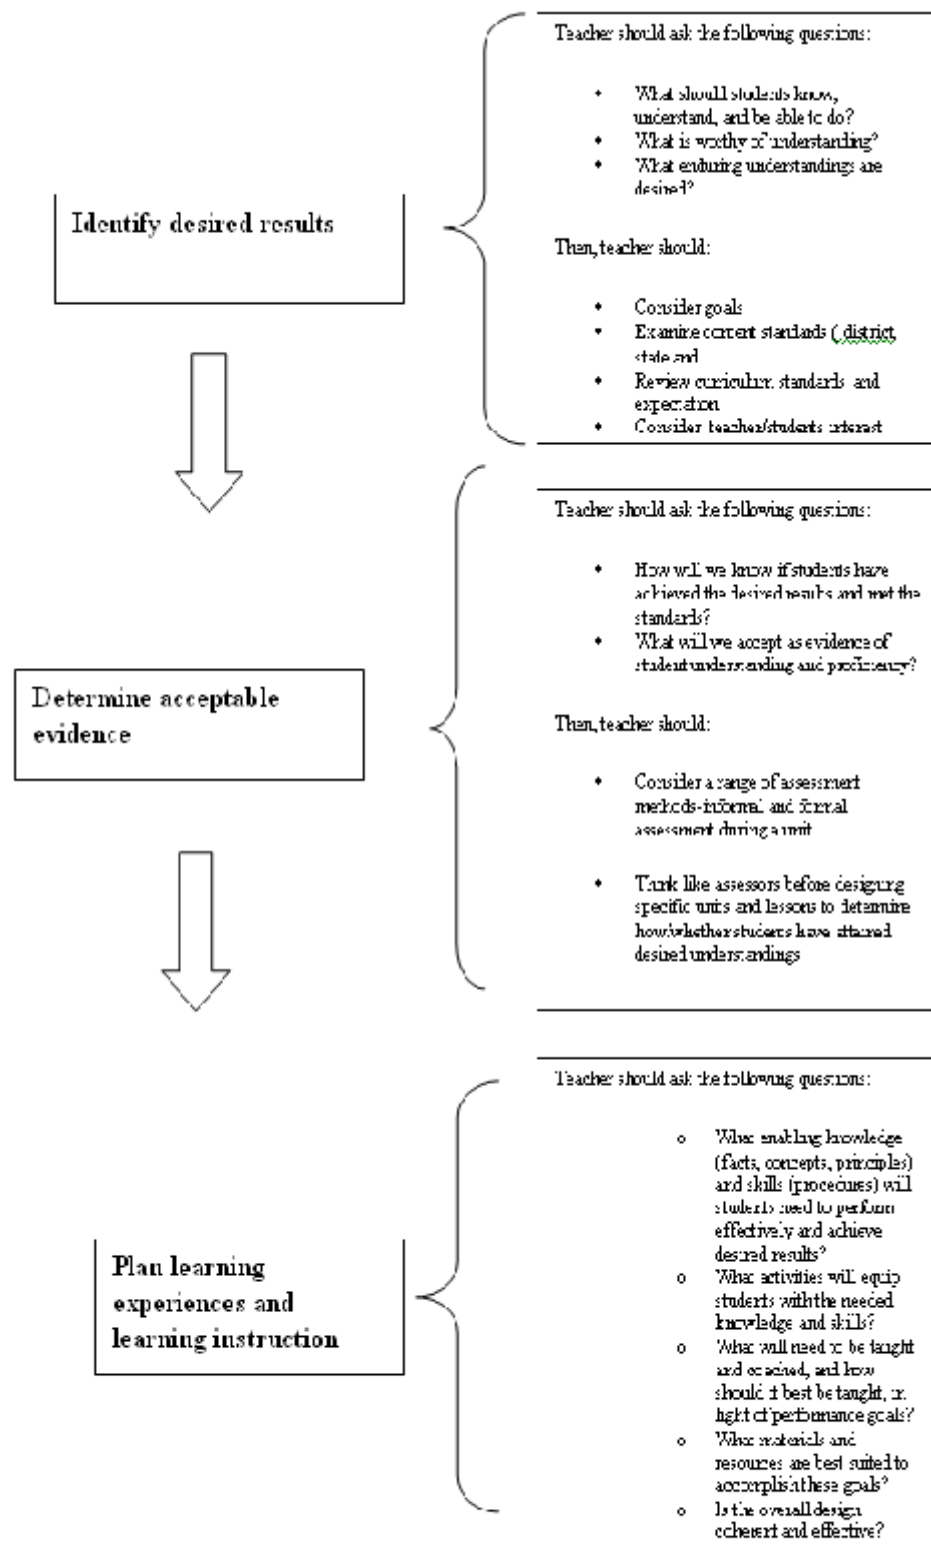 Teacher should ask the following questions:
• What should students know,
understand, and be able to do?
• What is worthy of understanding?
• What enduring understandings are
desired?
Identify desired results
Then, teacher should:
• Consider goals
• Examine content standards ( district,
state and
• Review curriculum standards and
expectation
• Consider teacher/students interest
Teacher should ask the following questions:
• How will we know if students have
achieved the desired results and met the
standards?
• What will we accept as evidence of
student understanding and proficiency?
Determine acceptable
evidence
Then, teacher should:
• Consider a range of assessment
methods-informal and formal
assessment during a unit
• Think like assessors before designing
specific units and lessons to determine
how/whether students have attained
desired understandings
Teacher should ask the following questions:
o What enabling knowledge
(facts, concepts, principles)
and skills (procedures) will
students need to perform
effectively and achieve
desired results?
Plan learning
experiences and
learning instruction
o What activities will equip
students with the needed
knowledge and skills?
o What will need to be taught
and coached, and how
should it best be taught, in
light of performance goals?
o What materials and
resources are best suited to
accomplish these goals?
o Is the overall design
coherent and effective?